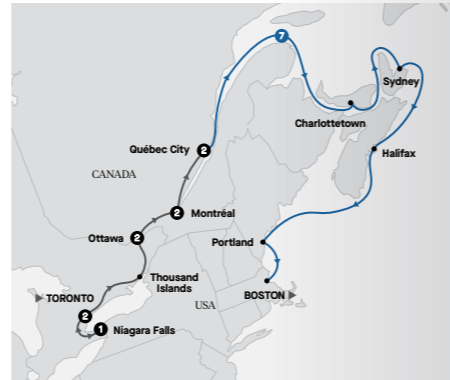 7
Sydney
Charlottetown
Québec City
2
Halifax
CANADA
2
Montréal
Ottawa
2
Portland
Thousand
Islands
TORONTO
BOSTON
USA
2
1
Niagara Falls